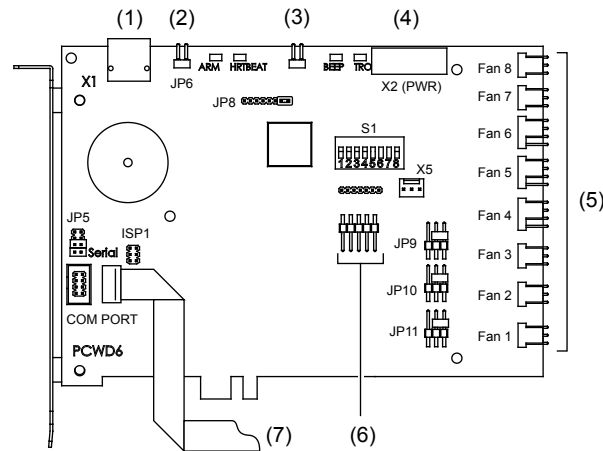 (1) (2) (3) (4)
X1 JP6 ARM HRTBEAT BEEP TRO X2 (PWR) Fan 8
JP8 Fan 7
S1 Fan 6
12345678
X5 Fan 5
(5)
JP5 ISP1 Fan 4
Serial JP9 Fan 3
JP10 Fan 2
COM PORT
JP11 Fan 1
PCWD6
(7) (6)